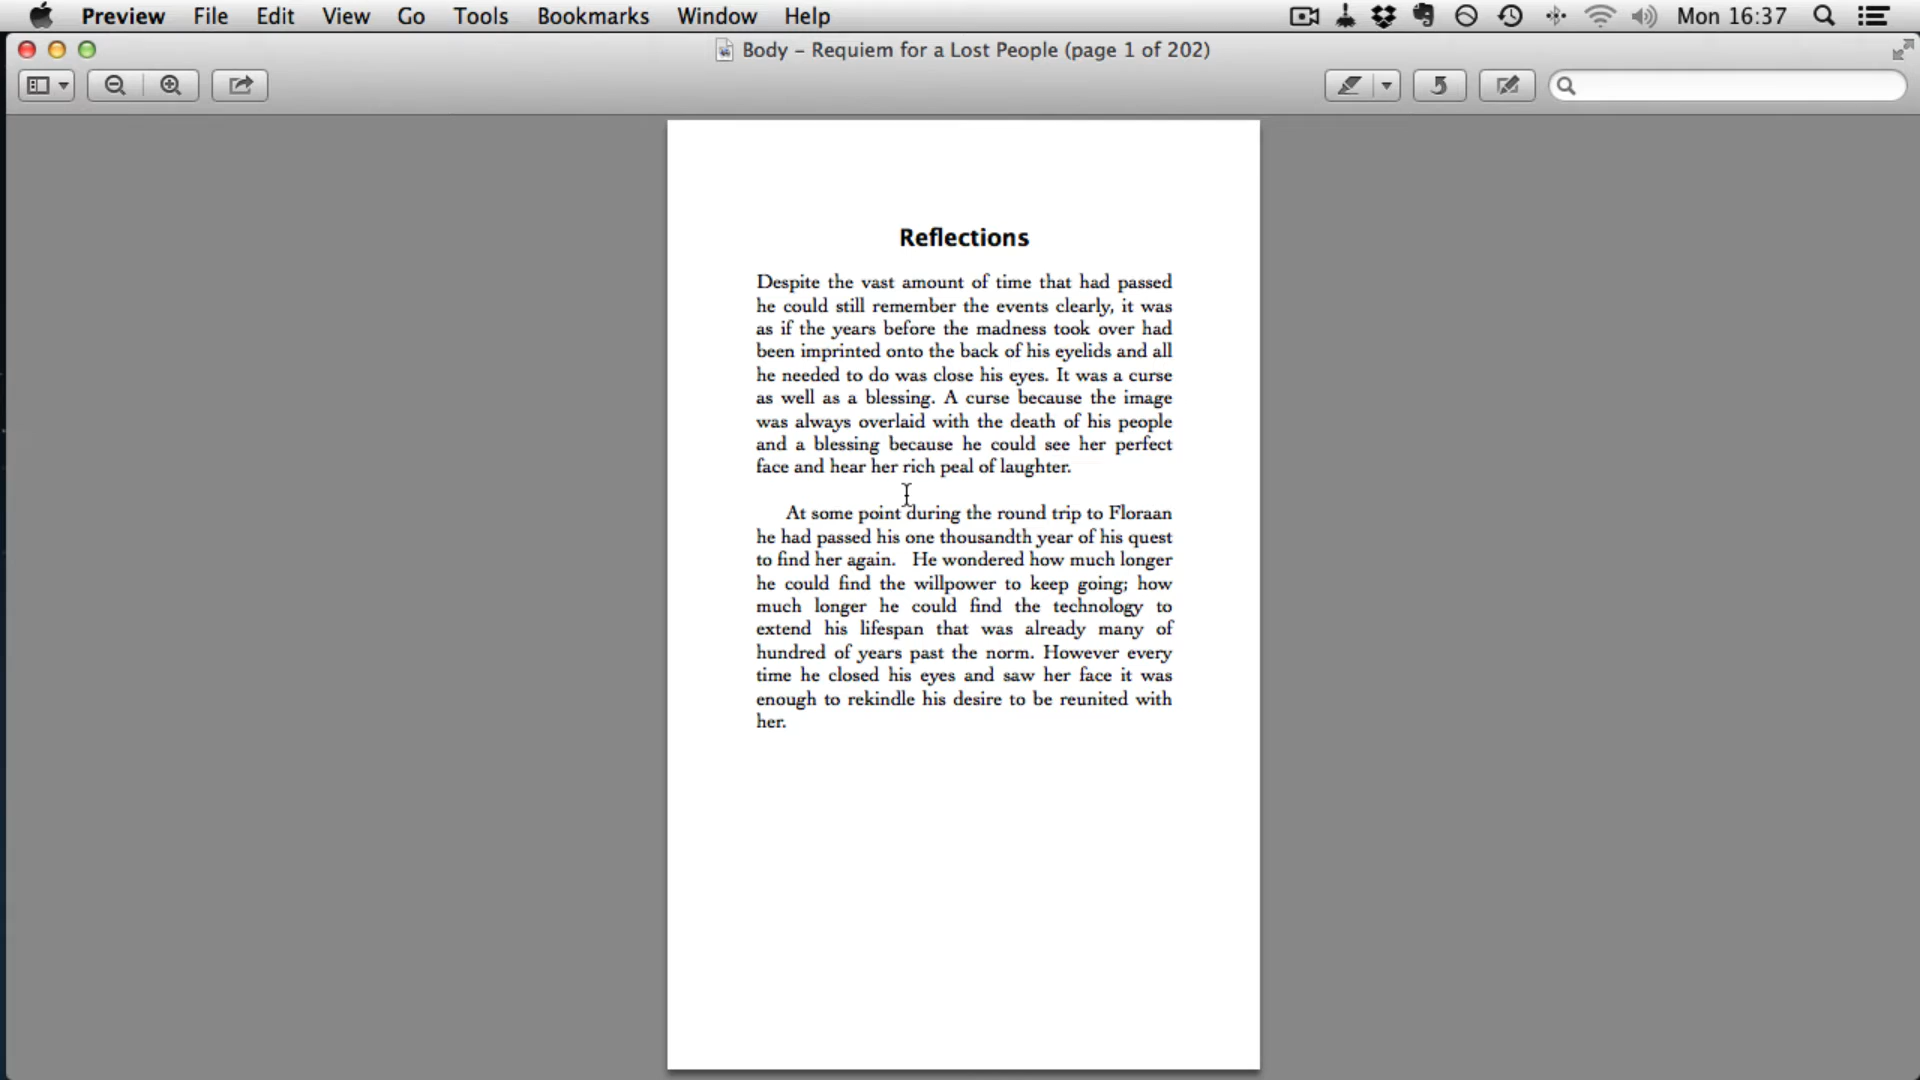 Preview File Edit View Go Tools Bookmarks Window Help Mon 16:37
Body – Requiem for a Lost People (page 1 of 202)
Reflections
Despite the vast amount of time that had passed
he could still remember the events clearly, it was
as if the years before the madness took over had
been imprinted onto the back of his eyelids and all
he needed to do was close his eyes. It was a curse
as well as a blessing. A curse because the image
was always overlaid with the death of his people
and a blessing because he could see her perfect
face and hear her rich peal of laughter.
At some point during the round trip to Floraan
he had passed his one thousandth year of his quest
to find her again.   He wondered how much longer
he could find the willpower to keep going; how
much longer he could find the technology to
extend his lifespan that was already many of
hundred of years past the norm. However every
time he closed his eyes and saw her face it was
enough to rekindle his desire to be reunited with
her.